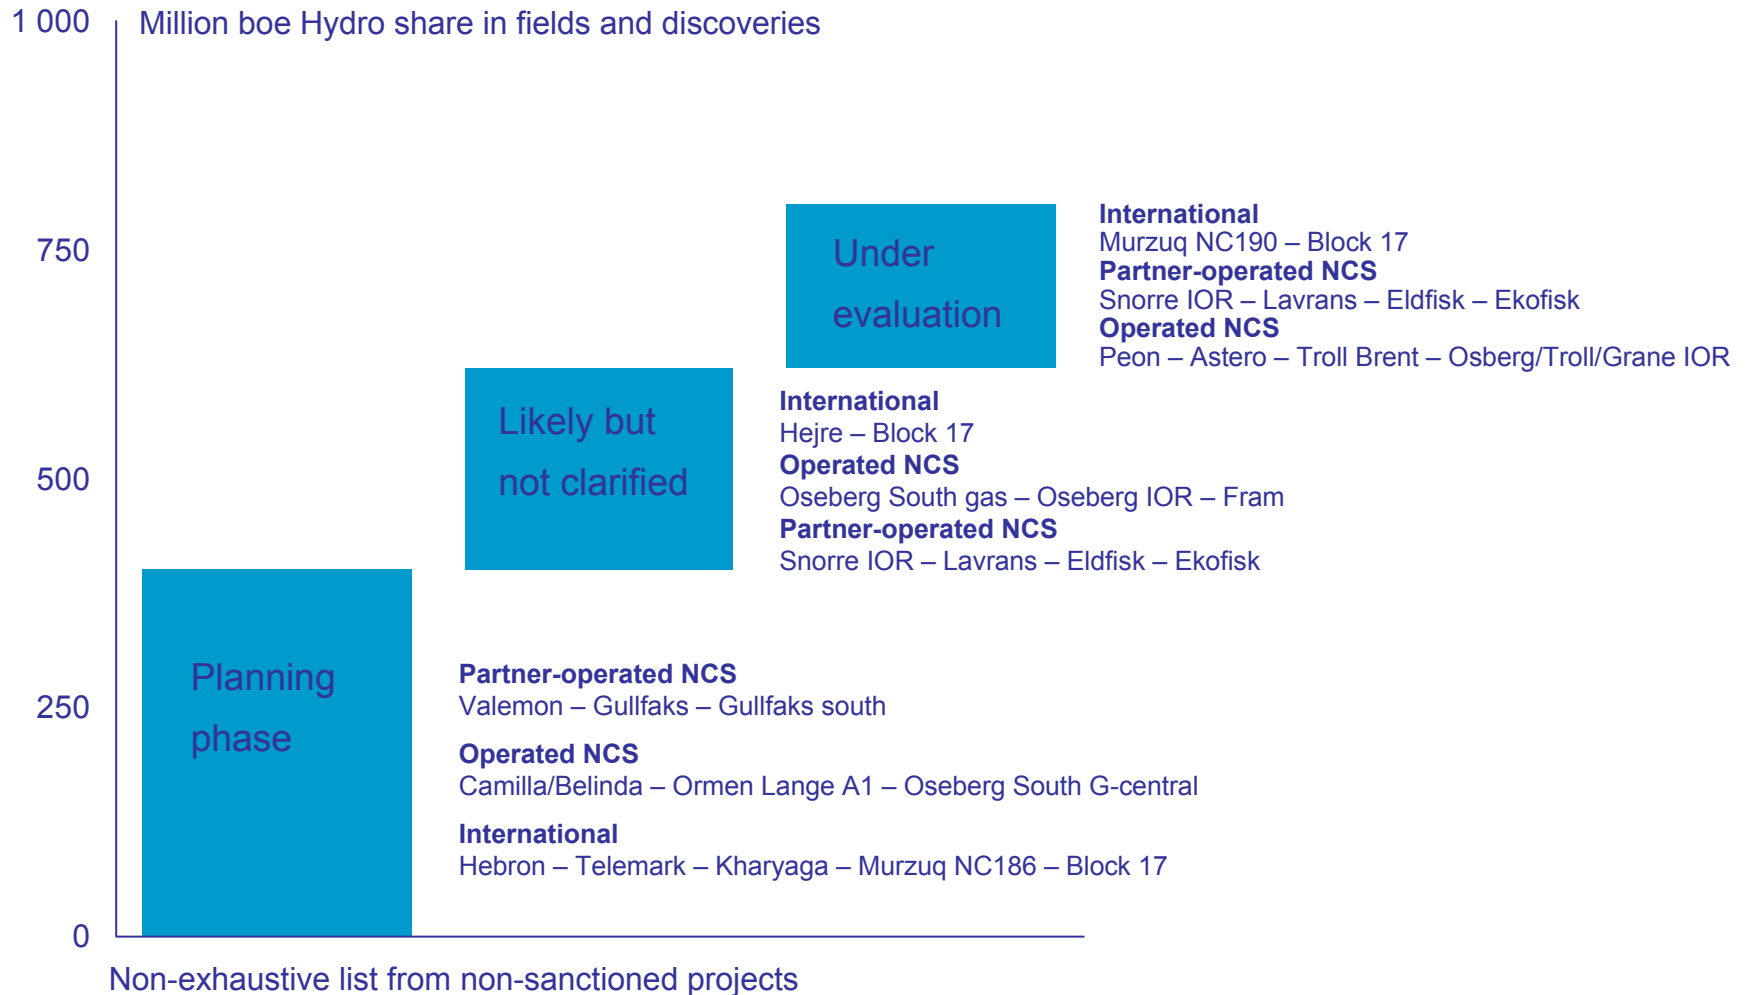 1 000
Million boe Hydro share in fields and discoveries
750
500
250
0
Under
evaluation
International
Murzuq NC190 – Block 17
Partner-operated NCS
Snorre IOR – Lavrans – Eldfisk – Ekofisk
Operated NCS
Peon – Astero – Troll Brent – Osberg/Troll/Grane IOR
Likely but
not clarified
International
Hejre – Block 17
Operated NCS
Oseberg South gas – Oseberg IOR – Fram
Partner-operated NCS
Snorre IOR – Lavrans – Eldfisk – Ekofisk
Planning
phase
Partner-operated NCS
Valemon – Gullfaks – Gullfaks south
Operated NCS
Camilla/Belinda – Ormen Lange A1 – Oseberg South G-central
International
Hebron – Telemark – Kharyaga – Murzuq NC186 – Block 17
Non-exhaustive list from non-sanctioned projects